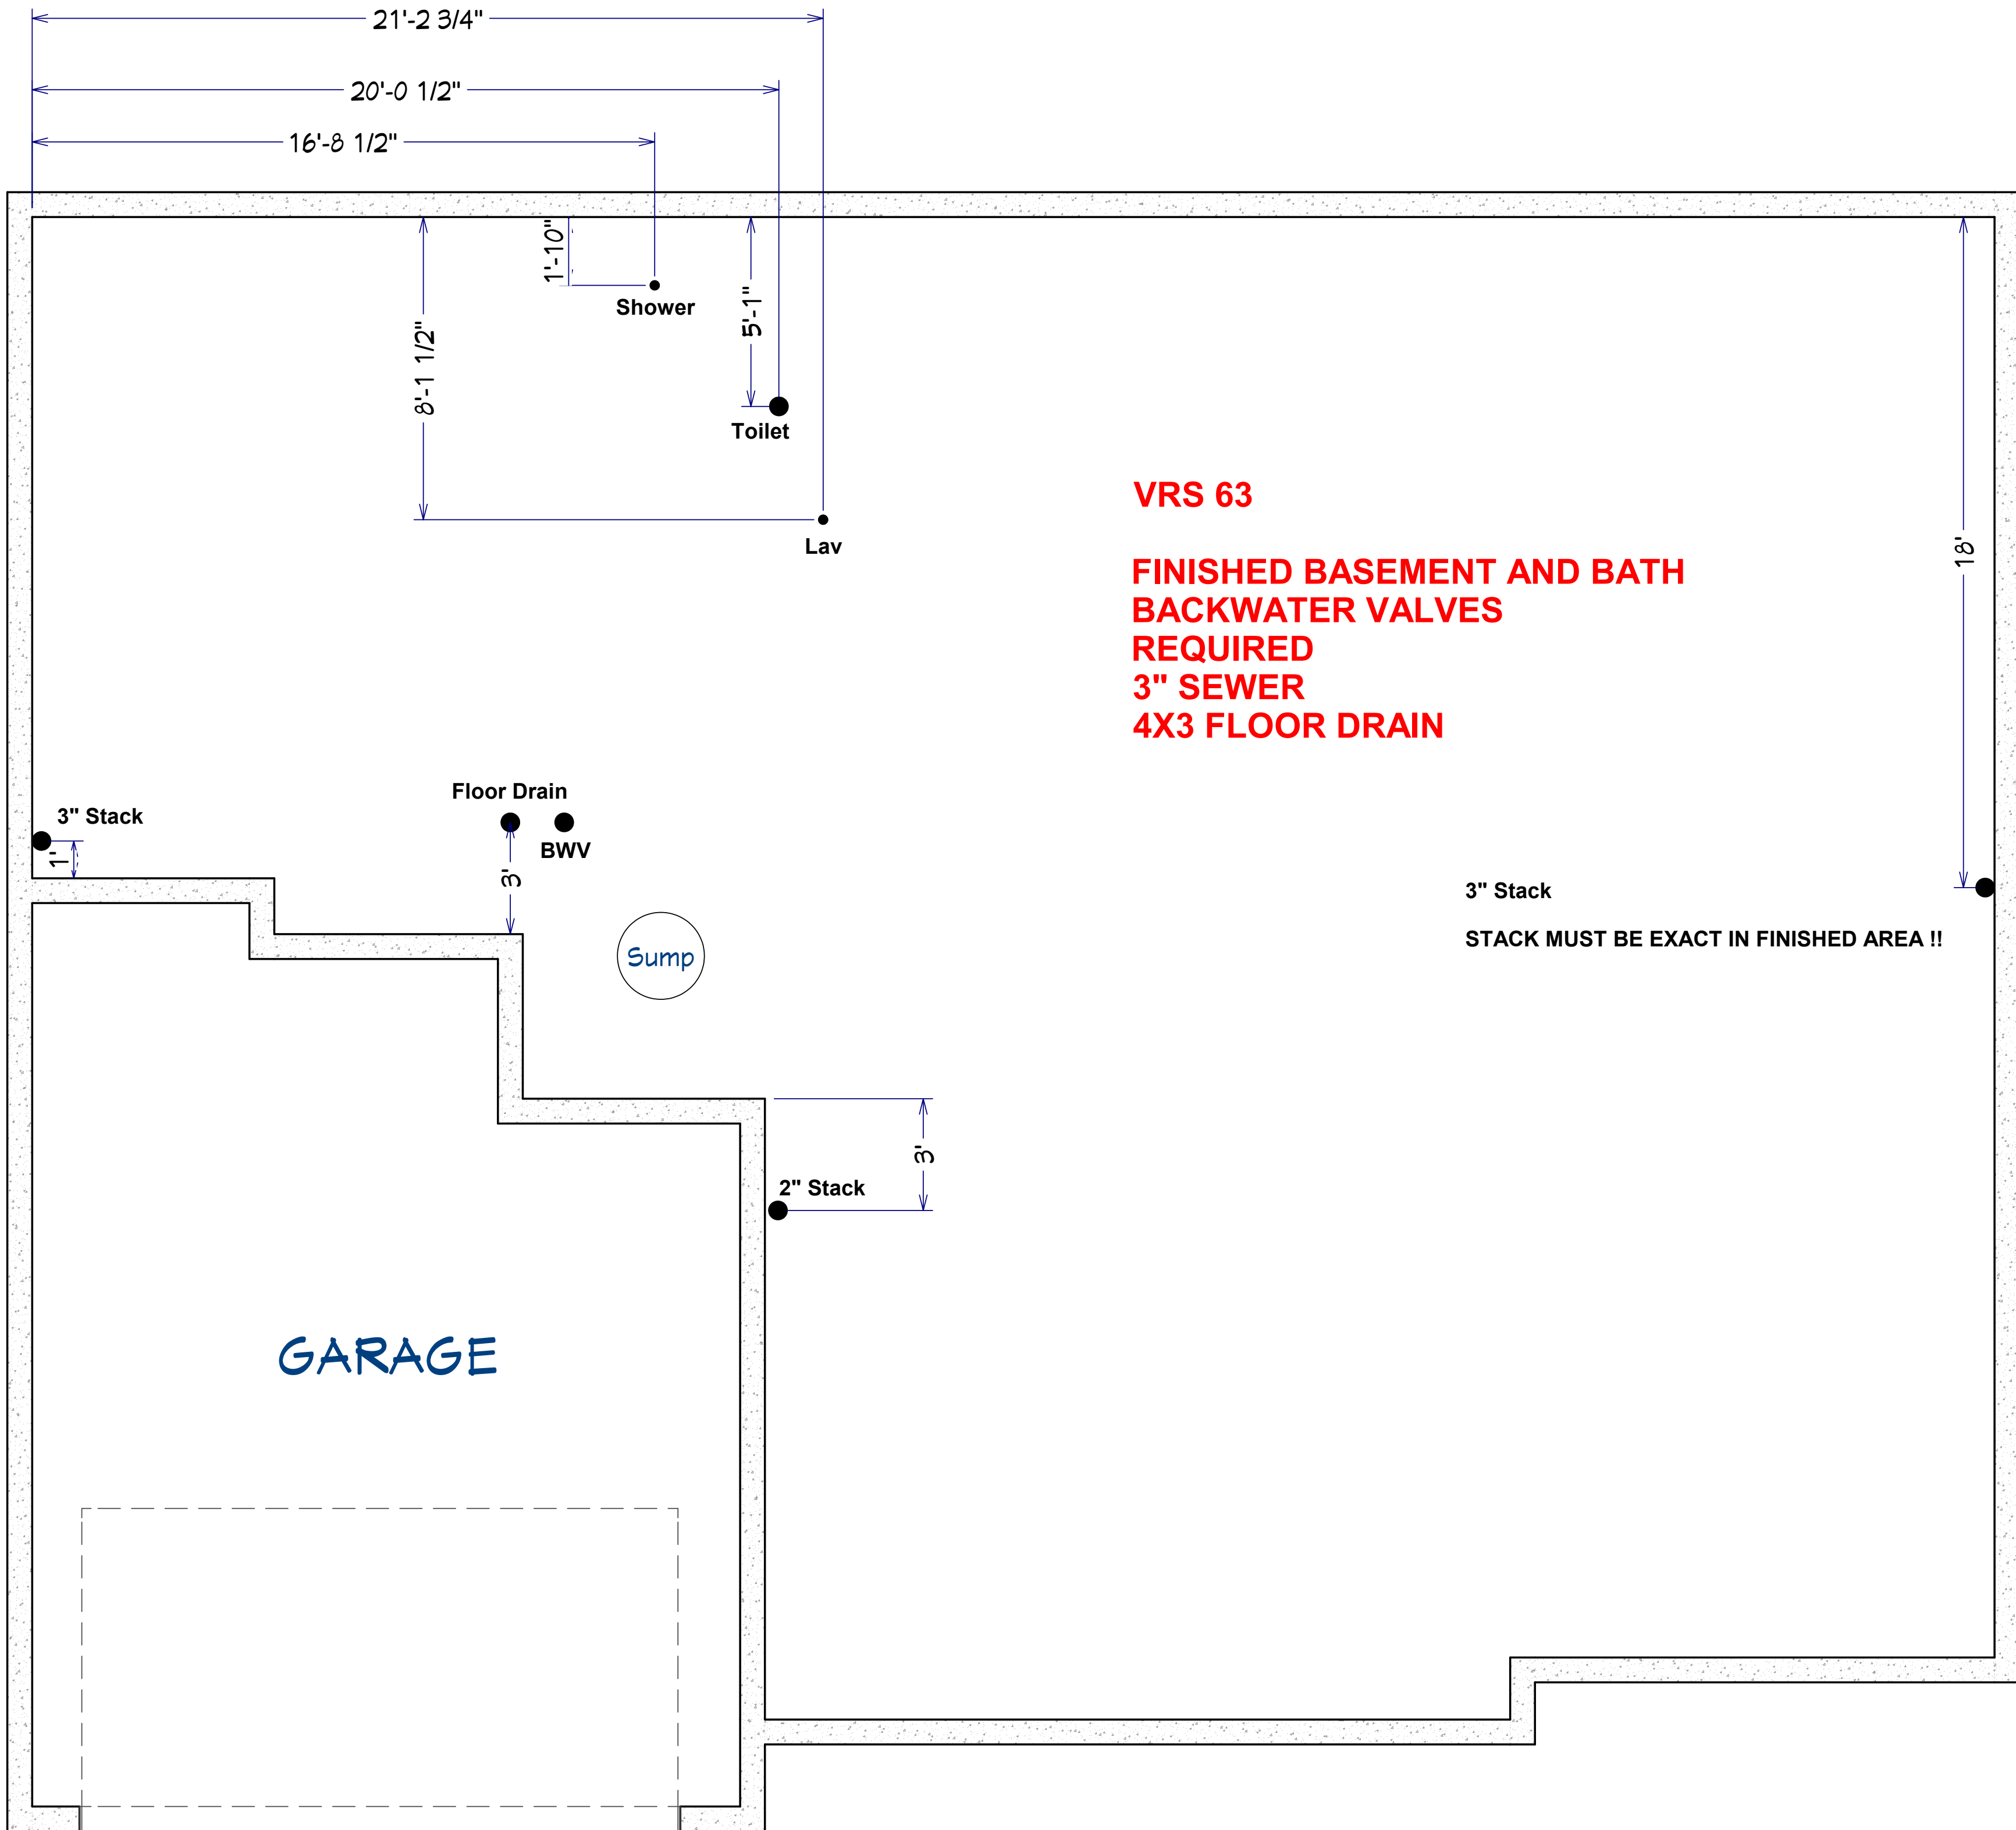 21'-2 3/4"
20'-0 1/2"
16'-8 1/2"
1'-10"
Shower
5'-1"
8'-1 1/2"
Toilet
VRS 63
Lav
18'
FINISHED BASEMENT AND BATH
BACKWATER VALVES
REQUIRED
3" SEWER
4X3 FLOOR DRAIN
Floor Drain
3" Stack
BWV
1'
3'
3" Stack
STACK MUST BE EXACT IN FINISHED AREA !!
Sump
3'
2" Stack
GARAGE